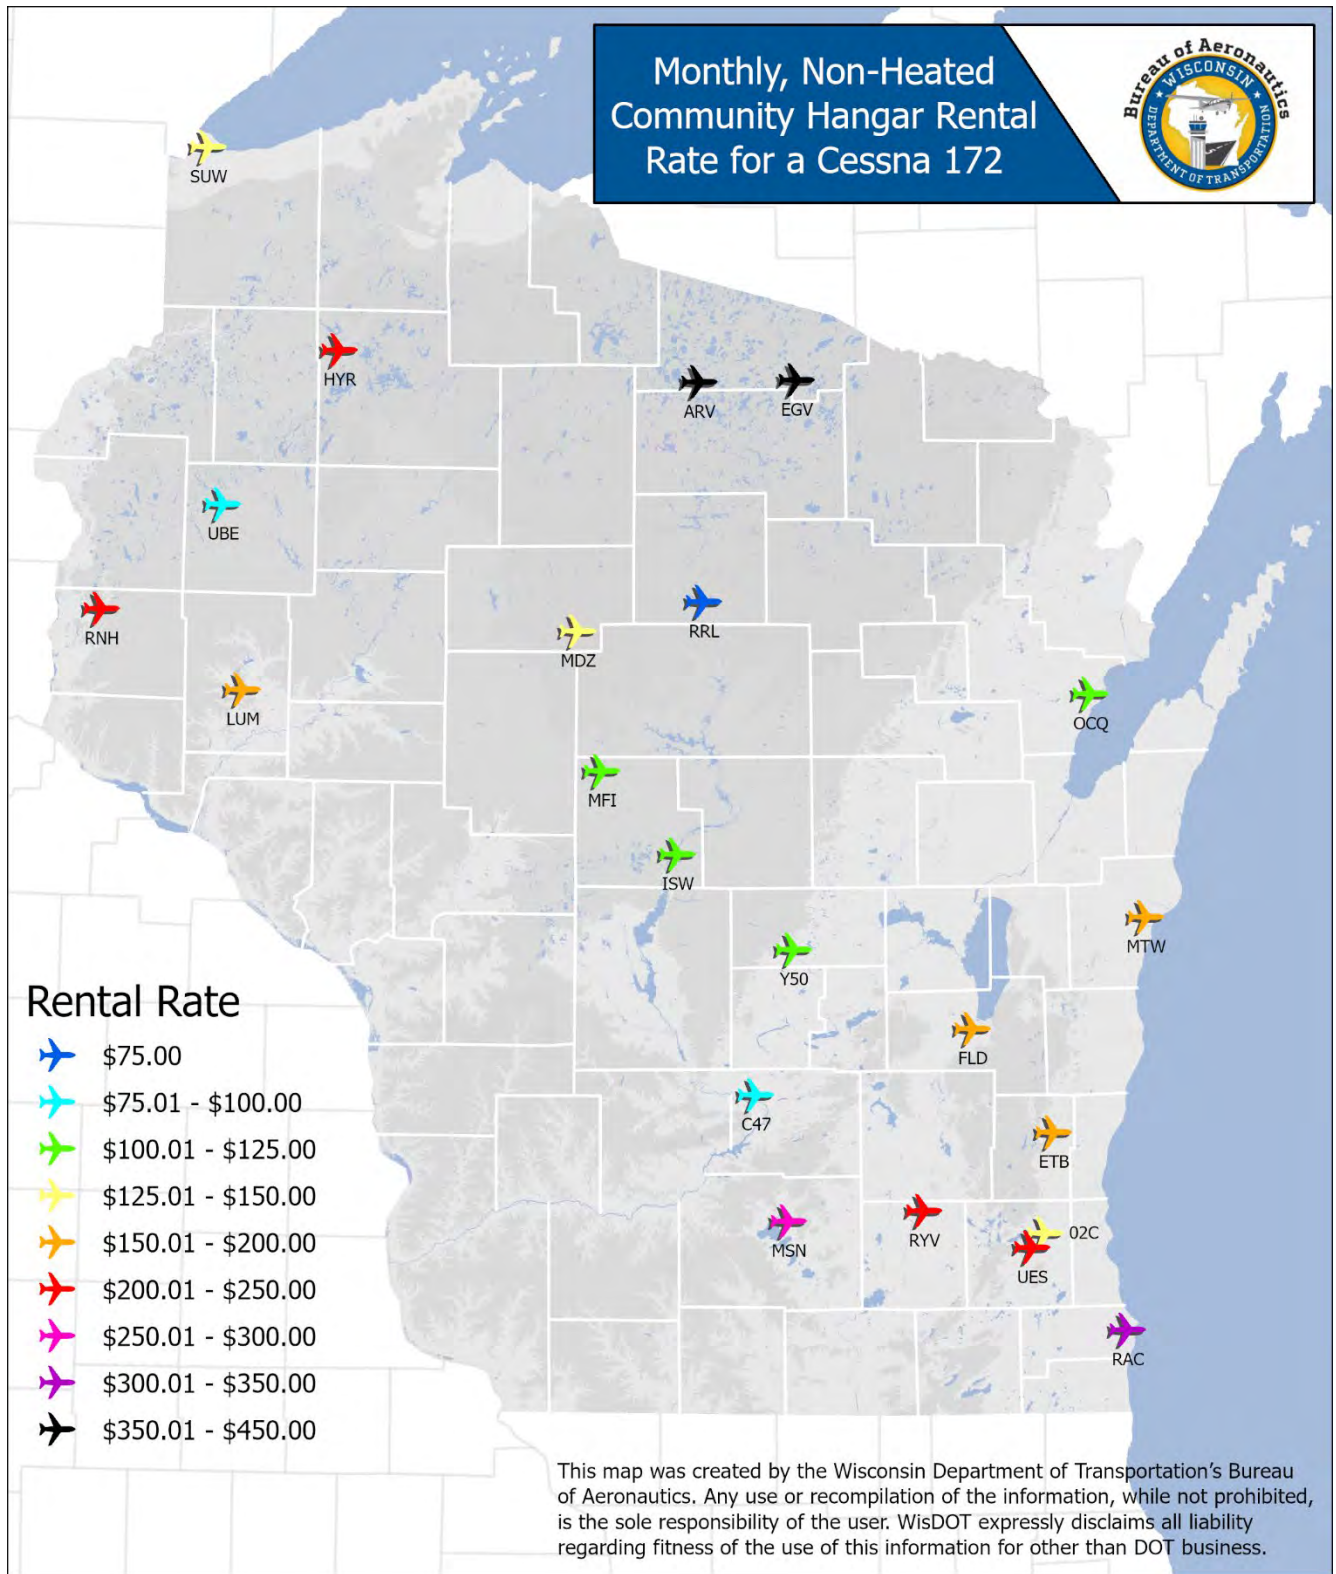 Monthly, Non-Heated
Community Hangar Rental
Rate for a Cessna 172
Bureau of Aeronautics
WISCONSIN
DEPARTMENT OF TRANSPORTATION
SUW
HYR
ARV
EGV
UBE
RNH
RRL
MDZ
LUM
OCQ
MFI
ISW
MTW
Y50
FLD
C47
ETB
MSN
RYV
02C
UES
RAC
Rental Rate
$75.00
$75.01 - $100.00
$100.01 - $125.00
$125.01 - $150.00
$150.01 - $200.00
$200.01 - $250.00
$250.01 - $300.00
$300.01 - $350.00
$350.01 - $450.00
This map was created by the Wisconsin Department of Transportation's Bureau
of Aeronautics. Any use or recompilation of the information, while not prohibited,
is the sole responsibility of the user. WisDOT expressly disclaims all liability
regarding fitness of the use of this information for other than DOT business.